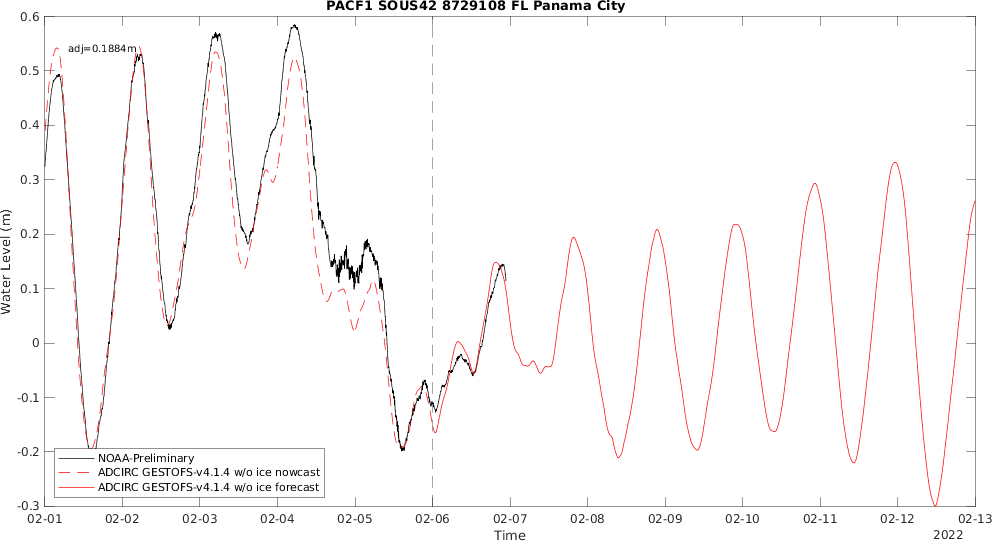 PACF1 SOUS42 8729108 FL Panama City
adj=0.1884m
0.6
0.5
0.4
0.3
0.2
0.1
0
-0.1
-0.2
-0.3
Water Level (m)
NOAA-Preliminary
ADCIRC GESTOFS-v4.1.4 w/o ice nowcast
ADCIRC GESTOFS-v4.1.4 w/o ice forecast
02-01 02-02 02-03 02-04 02-05 02-06 02-07 02-08 02-09 02-10 02-11 02-12 02-13
Time
2022